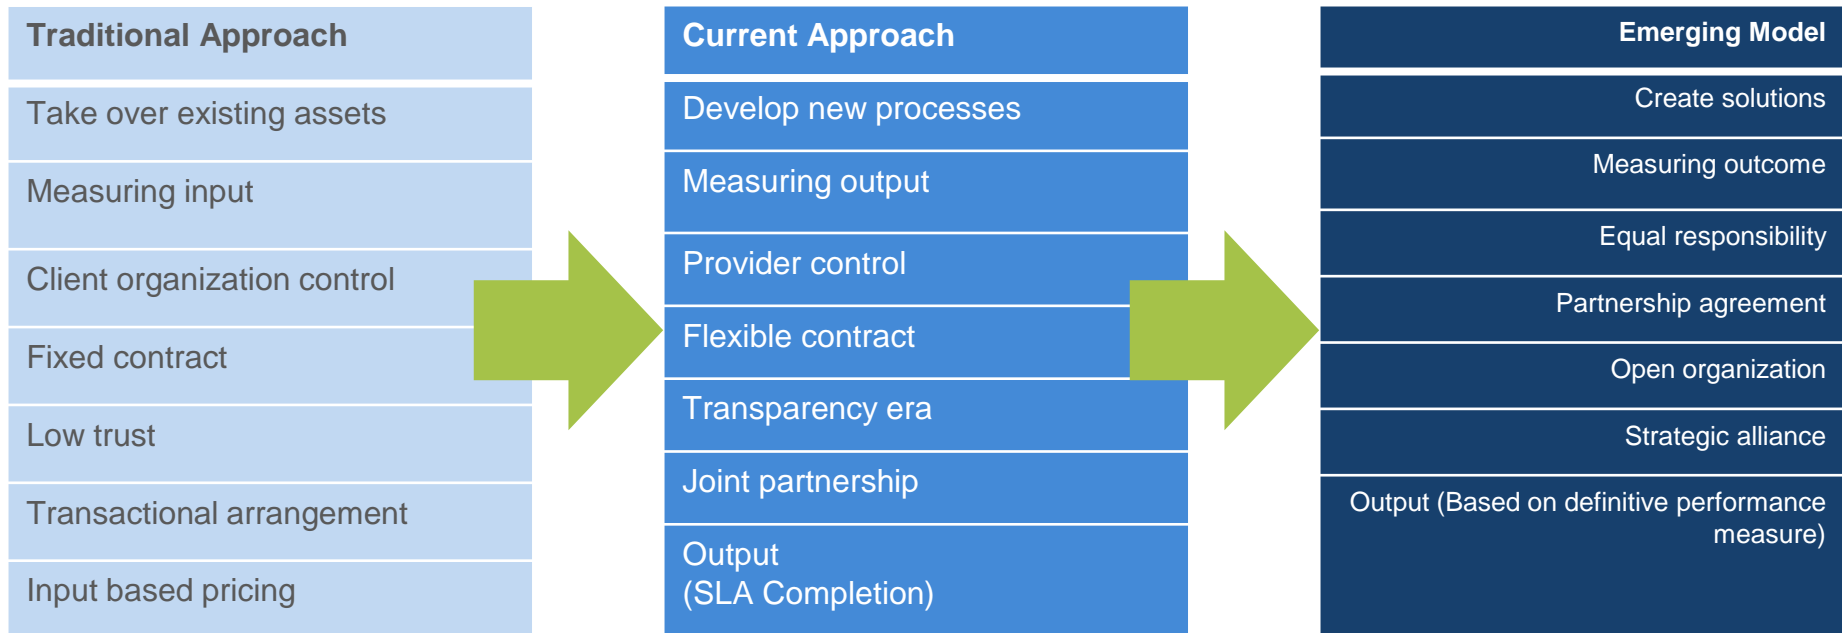 Traditional Approach
Take over existing assets
Measuring input
Client organization control
Fixed contract
Low trust
Transactional arrangement
Input based pricing
Current Approach
Develop new processes
Measuring output
Provider control
Flexible contract
Transparency era
Joint partnership
Output
(SLA Completion)
Emerging Model
Create solutions
Measuring outcome
Equal responsibility
Partnership agreement
Open organization
Strategic alliance
Output (Based on definitive performance
measure)